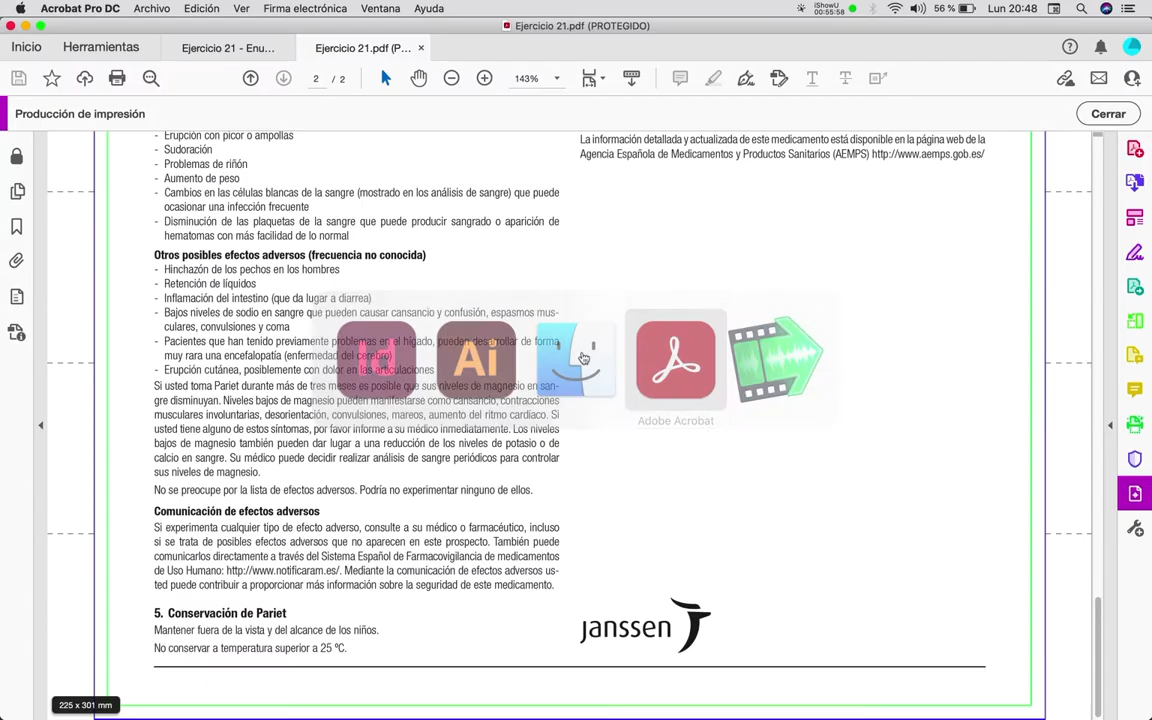 Acrobat Pro DC Archivo Edición Ver Firma electrónica Ventana Ayuda
iShowU
00:55:58
56 % Lun 20:48
Ejercicio 21.pdf (PROTEGIDO)
Inicio Herramientas Ejercicio 21 - Enu... Ejercicio 21.pdf (P... ×
2 / 2 143%
Producción de impresión Cerrar
- Erupción con picor o ampollas
- Sudoración
- Problemas de riñón
- Aumento de peso
- Cambios en las células blancas de la sangre (mostrado en los análisis de sangre) que puede
ocasionar una infección frecuente
- Disminución de las plaquetas de la sangre que puede producir sangrado o aparición de
hematomas con más facilidad de lo normal
Otros posibles efectos adversos (frecuencia no conocida)
- Hinchazón de los pechos en los hombres
- Retención de líquidos
- Inflamación del intestino (que da lugar a diarrea)
- Bajos niveles de sodio en sangre que pueden causar cansancio y confusión, espasmos mus-
culares, convulsiones y coma
- Pacientes que han tenido previamente problemas en el hígado, pueden desarrollar de forma
muy rara una encefalopatía (enfermedad del cerebro)
- Erupción cutánea, posiblemente con dolor en las articulaciones
Si usted toma Pariet durante más de tres meses es posible que sus niveles de magnesio en san-
gre disminuyan. Niveles bajos de magnesio pueden manifestarse como cansancio, contracciones
musculares involuntarias, desorientación, convulsiones, mareos, aumento del ritmo cardiaco. Si
usted tiene alguno de estos síntomas, por favor informe a su médico inmediatamente. Los niveles
bajos de magnesio también pueden dar lugar a una reducción de los niveles de potasio o de
calcio en sangre. Su médico puede decidir realizar análisis de sangre periódicos para controlar
sus niveles de magnesio.
No se preocupe por la lista de efectos adversos. Podría no experimentar ninguno de ellos.
Comunicación de efectos adversos
Si experimenta cualquier tipo de efecto adverso, consulte a su médico o farmacéutico, incluso
si se trata de posibles efectos adversos que no aparecen en este prospecto. También puede
comunicarlos directamente a través del Sistema Español de Farmacovigilancia de medicamentos
de Uso Humano: http://www.notificaram.es/. Mediante la comunicación de efectos adversos us-
ted puede contribuir a proporcionar más información sobre la seguridad de este medicamento.
5. Conservación de Pariet
Mantener fuera de la vista y del alcance de los niños.
No conservar a temperatura superior a 25 ºC.
La información detallada y actualizada de este medicamento está disponible en la página web de la
Agencia Española de Medicamentos y Productos Sanitarios (AEMPS) http://www.aemps.gob.es/
Id Ai
Adobe Acrobat
janssen
225 x 301 mm